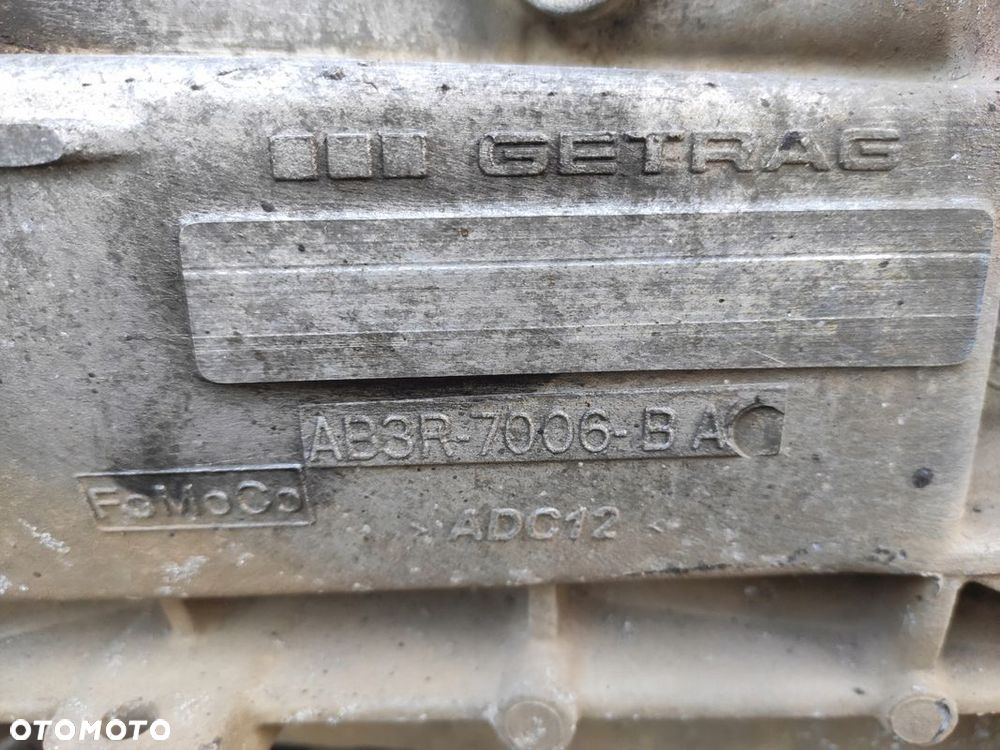 GETRAG
AB3R-7006-BA
FoMoCo
> ADC12 <
OTOMOTO